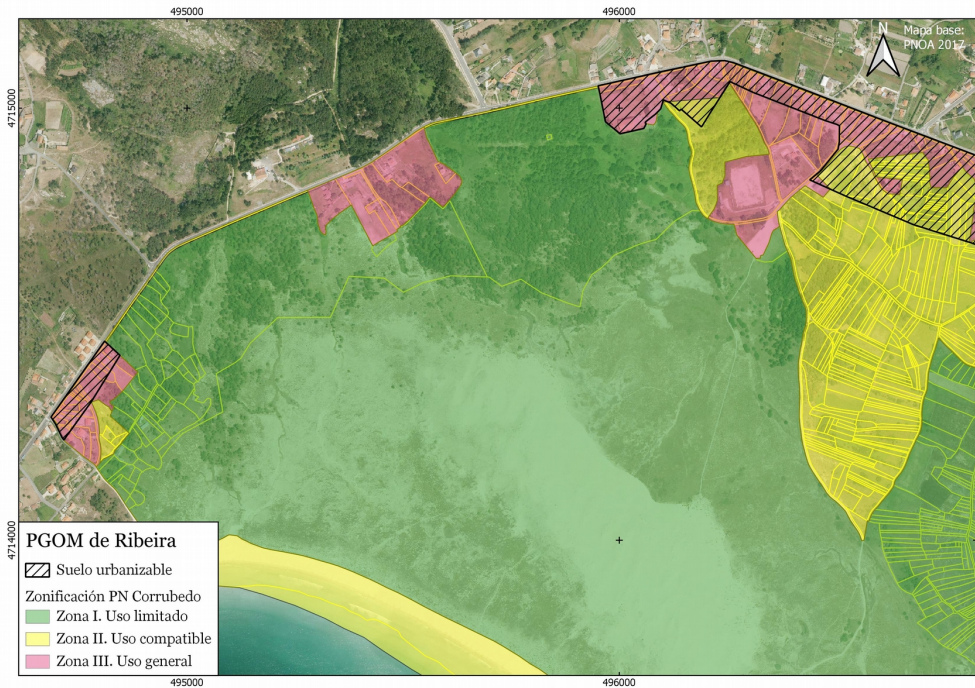 495000
496000
N
Mapa base:
PNOA 2017
4715000
4714000
PGOM de Ribeira
Suelo urbanizable
Zonificación PN Corrubedo
Zona I. Uso limitado
Zona II. Uso compatible
Zona III. Uso general
495000
496000